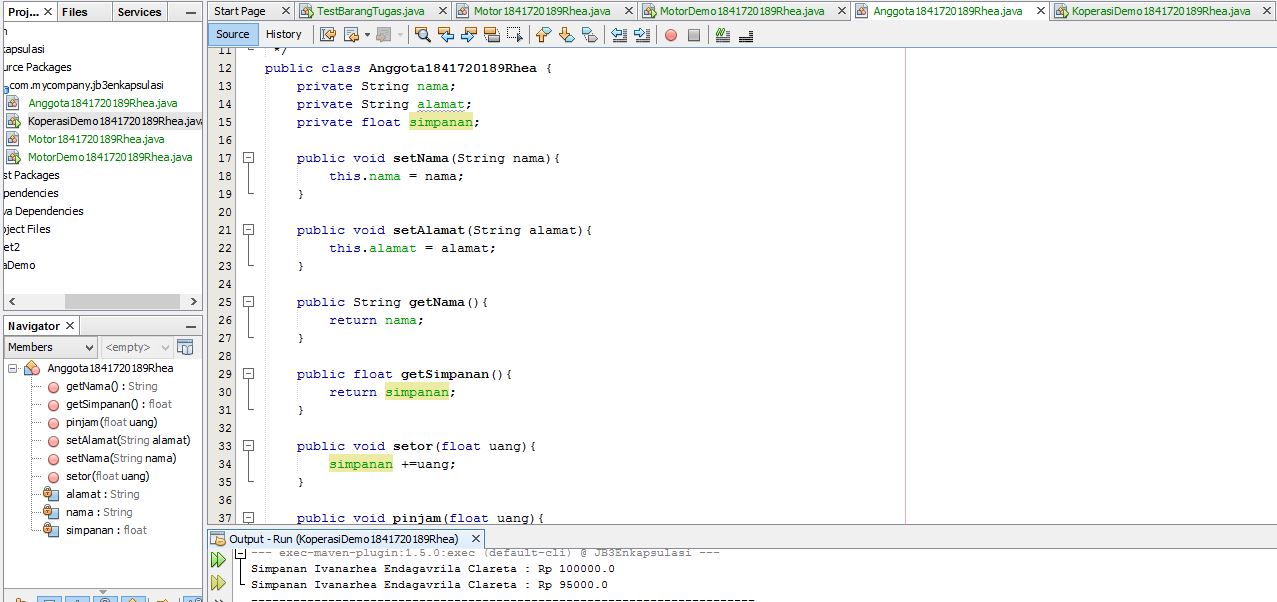 Proj... Files Services
n
kapsulasi
urce Packages
com.mycompany.jb3enkapsulasi
Anggota1841720189Rhea.java
KoperasiDemo1841720189Rhea.java
Motor1841720189Rhea.java
MotorDemo1841720189Rhea.java
st Packages
pendencies
va Dependencies
oject Files
et2
aDemo
Navigator
Members <empty>
Anggota1841720189Rhea
getNama() : String
getSimpanan() : float
pinjam(float uang)
setAlamat(String alamat)
setNama(String nama)
setor(float uang)
alamat : String
nama : String
simpanan : float
Start Page TestBarangTugas.java Motor1841720189Rhea.java MotorDemo1841720189Rhea.java Anggota1841720189Rhea.java KoperasiDemo1841720189Rhea.java
Source History
11 */
12 public class Anggota1841720189Rhea {
13 private String nama;
14 private String alamat;
15 private float simpanan;
16
17 public void setNama(String nama){
18 this.nama = nama;
19 }
20
21 public void setAlamat(String alamat){
22 this.alamat = alamat;
23 }
24
25 public String getNama(){
26 return nama;
27 }
28
29 public float getSimpanan(){
30 return simpanan;
31 }
32
33 public void setor(float uang){
34 simpanan +=uang;
35 }
36
37 public void pinjam(float uang){
Output - Run (KoperasiDemo1841720189Rhea)
--- exec-maven-plugin:1.5.0:exec (default-cli) @ JB3Enkapsulasi ---
Simpanan Ivanarhea Endagavrila Clareta : Rp 100000.0
Simpanan Ivanarhea Endagavrila Clareta : Rp 95000.0
------------------------------------------------------------------------